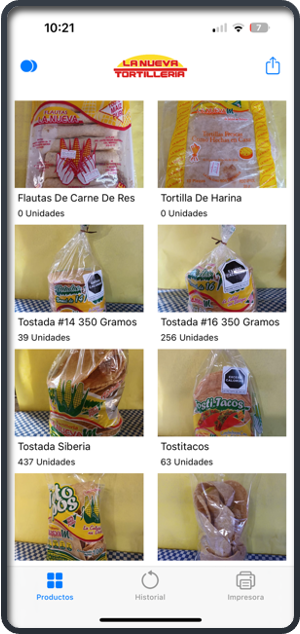 10:21
7
LA NUEVA
TORTILLERIA
FLAUTAS
LA NUEVA
Flautas De Carne De Res
0 Unidades
Tortilla De Harina
0 Unidades
Tostada #14 350 Gramos
39 Unidades
Tostada #16 350 Gramos
256 Unidades
Tosti-Tacos
Tostada Siberia
437 Unidades
Tostitacos
63 Unidades
Productos
Historial
Impresora